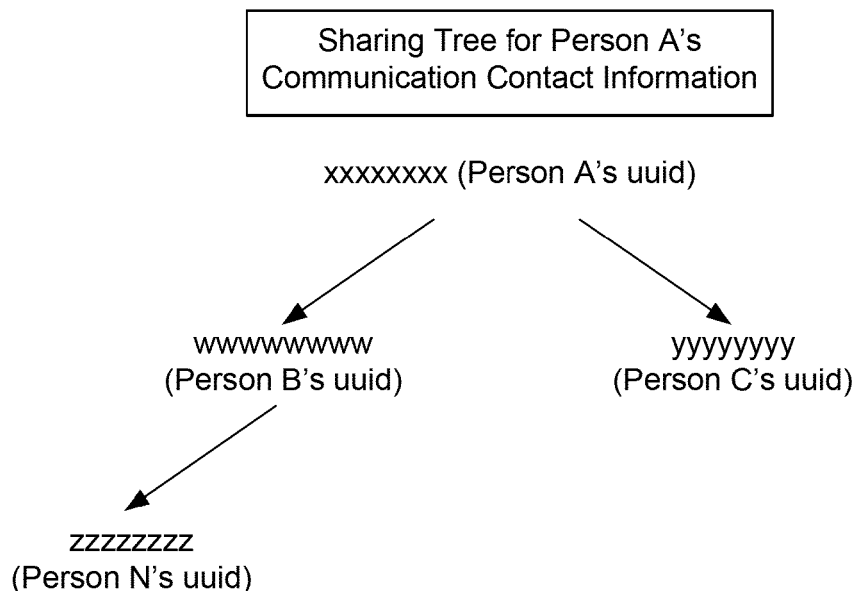 Sharing Tree for Person A's
Communication Contact Information
xxxxxxxx (Person A's uuid)
wwwwwwww
(Person B's uuid)
yyyyyyyy
(Person C's uuid)
zzzzzzzz
(Person N's uuid)